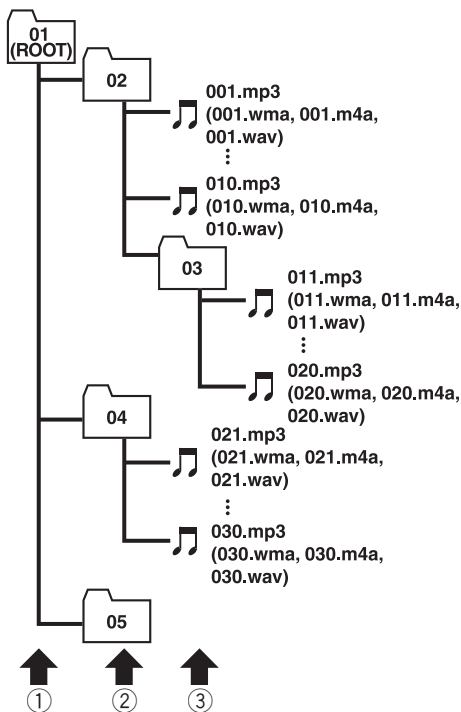 01
(ROOT)
02
001.mp3
(001.wma, 001.m4a,
001.wav)
010.mp3
(010.wma, 010.m4a,
010.wav)
03
011.mp3
(011.wma, 011.m4a,
011.wav)
020.mp3
(020.wma, 020.m4a,
020.wav)
04
021.mp3
(021.wma, 021.m4a,
021.wav)
030.mp3
(030.wma, 030.m4a,
030.wav)
05
① ② ③